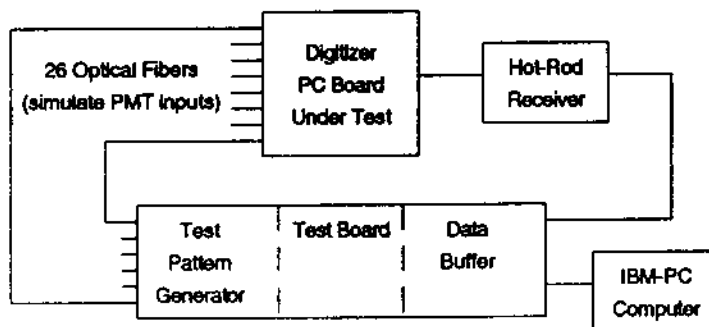 26 Optical Fibers
(simulate PMT inputs)
Digitizer
PC Board
Under Test
Hot-Rod
Receiver
Test
Pattern
Generator
Test Board
Data
Buffer
IBM-PC
Computer